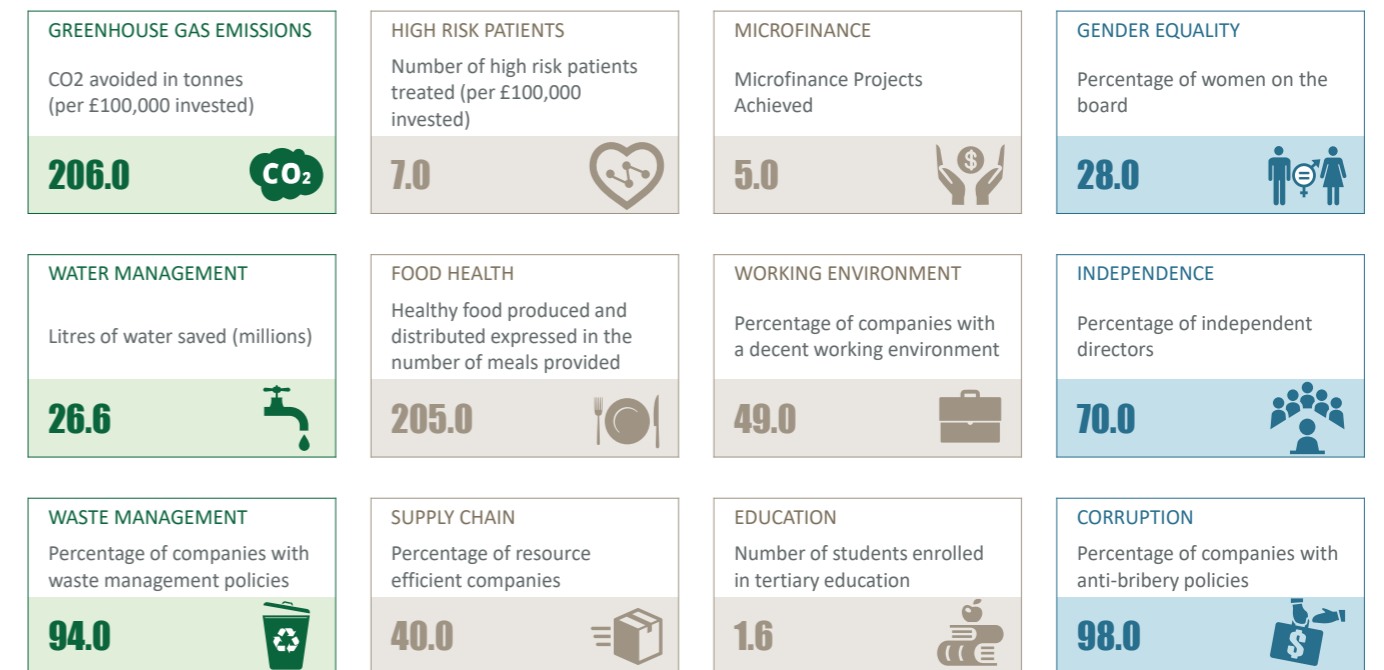 GREENHOUSE GAS EMISSIONS
CO2 avoided in tonnes
(per £100,000 invested)
206.0
CO2
HIGH RISK PATIENTS
Number of high risk patients
treated (per £100,000
invested)
7.0
MICROFINANCE
Microfinance Projects
Achieved
5.0
$
GENDER EQUALITY
Percentage of women on the
board
28.0
WATER MANAGEMENT
Litres of water saved (millions)
26.6
FOOD HEALTH
Healthy food produced and
distributed expressed in the
number of meals provided
205.0
WORKING ENVIRONMENT
Percentage of companies with
a decent working environment
49.0
INDEPENDENCE
Percentage of independent
directors
70.0
WASTE MANAGEMENT
Percentage of companies with
waste management policies
94.0
SUPPLY CHAIN
Percentage of resource
efficient companies
40.0
EDUCATION
Number of students enrolled
in tertiary education
1.6
CORRUPTION
Percentage of companies with
anti-bribery policies
98.0
$